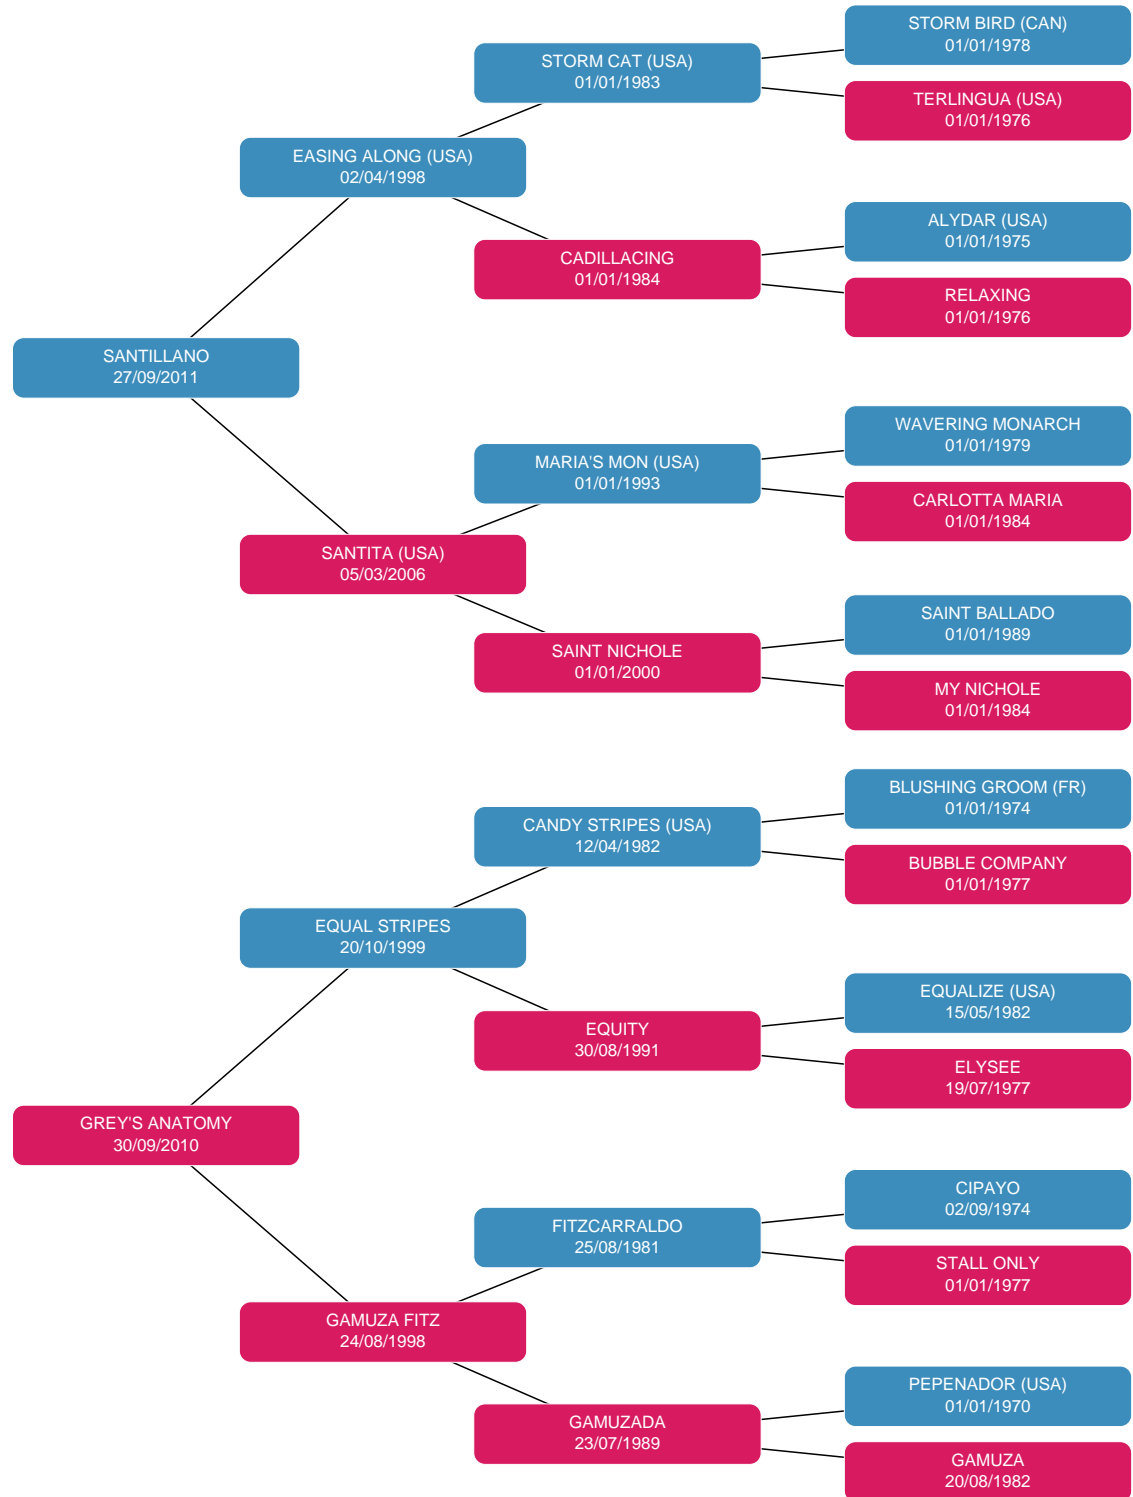 STORM BIRD (CAN)
01/01/1978
STORM CAT (USA)
01/01/1983
TERLINGUA (USA)
01/01/1976
EASING ALONG (USA)
02/04/1998
ALYDAR (USA)
01/01/1975
CADILLACING
01/01/1984
RELAXING
01/01/1976
SANTILLANO
27/09/2011
WAVERING MONARCH
01/01/1979
MARIA'S MON (USA)
01/01/1993
CARLOTTA MARIA
01/01/1984
SANTITA (USA)
05/03/2006
SAINT BALLADO
01/01/1989
SAINT NICHOLE
01/01/2000
MY NICHOLE
01/01/1984
BLUSHING GROOM (FR)
01/01/1974
CANDY STRIPES (USA)
12/04/1982
BUBBLE COMPANY
01/01/1977
EQUAL STRIPES
20/10/1999
EQUALIZE (USA)
15/05/1982
EQUITY
30/08/1991
ELYSEE
19/07/1977
GREY'S ANATOMY
30/09/2010
CIPAYO
02/09/1974
FITZCARRALDO
25/08/1981
STALL ONLY
01/01/1977
GAMUZA FITZ
24/08/1998
PEPENADOR (USA)
01/01/1970
GAMUZADA
23/07/1989
GAMUZA
20/08/1982